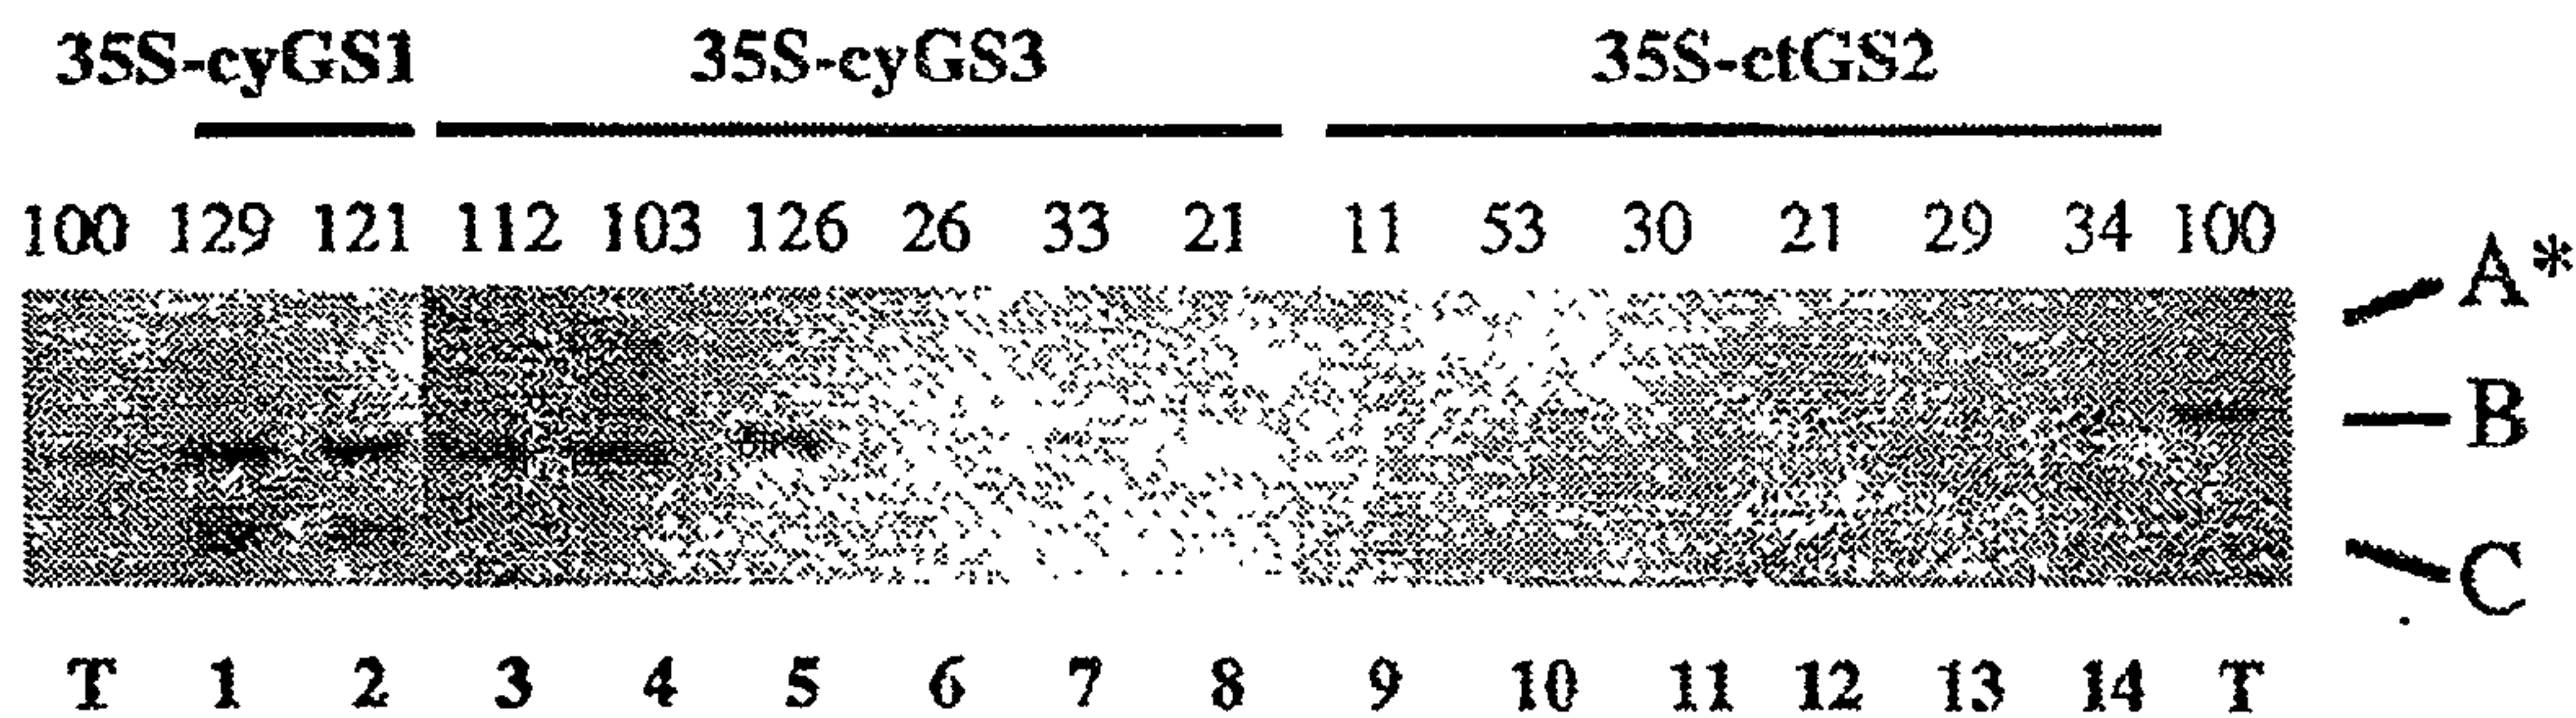 35S-cyGS1 35S-cyGS3 35S-ctGS2
100 129 121 112 103 126 26 33 21 11 53 30 21 29 34 100
A*
B
C
T 1 2 3 4 5 6 7 8 9 10 11 12 13 14 T